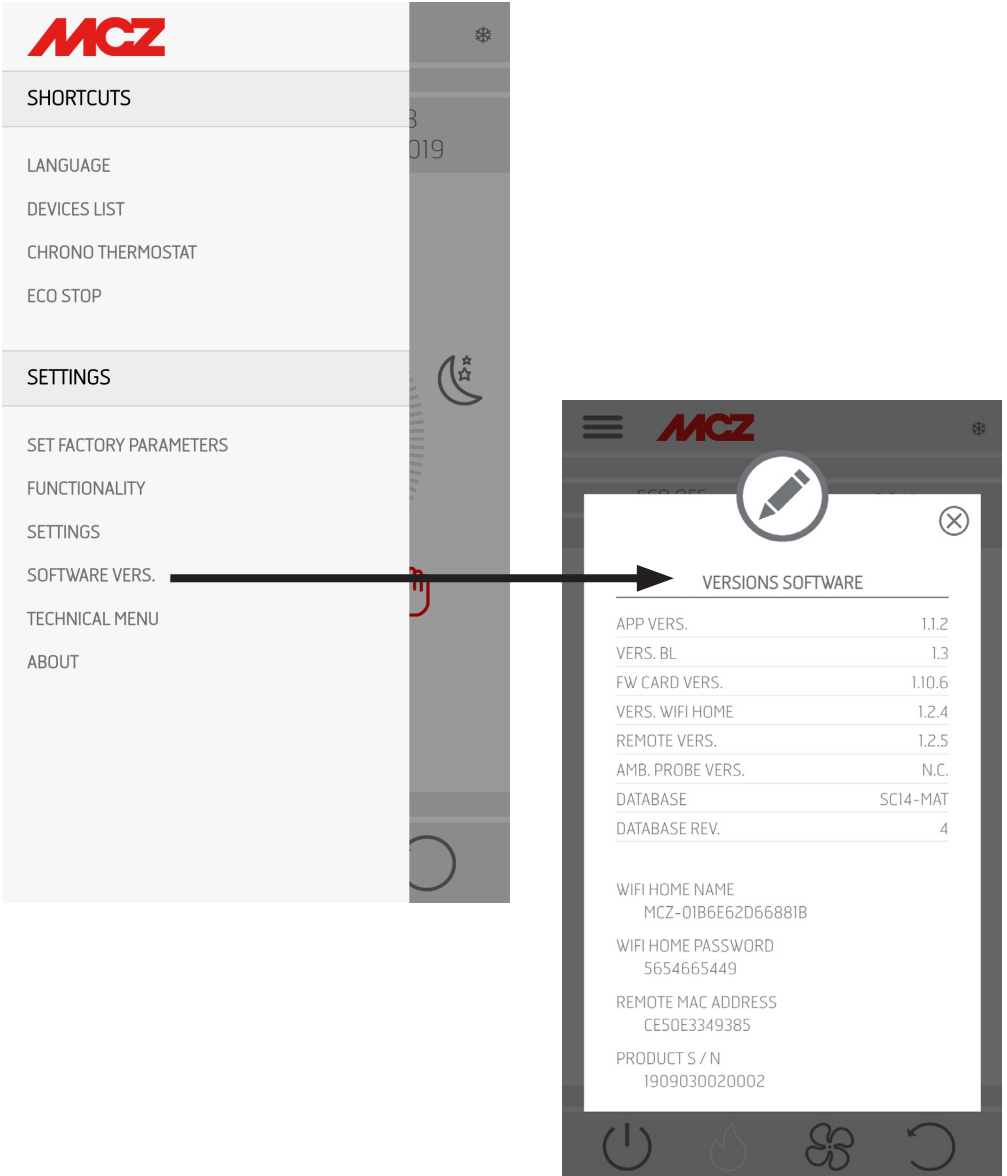 MCZ
SHORTCUTS
LANGUAGE
DEVICES LIST
CHRONO THERMOSTAT
ECO STOP
SETTINGS
SET FACTORY PARAMETERS
FUNCTIONALITY
SETTINGS
SOFTWARE VERS.
TECHNICAL MENU
ABOUT
019
MCZ
VERSIONS SOFTWARE
APP VERS. 1.1.2
VERS. BL 1.3
FW CARD VERS. 1.10.6
VERS. WIFI HOME 1.2.4
REMOTE VERS. 1.2.5
AMB. PROBE VERS. N.C.
DATABASE SC14-MAT
DATABASE REV. 4
WIFI HOME NAME
MCZ-01B6E62D66881B
WIFI HOME PASSWORD
5654665449
REMOTE MAC ADDRESS
CE50E3349385
PRODUCT S / N
1909030020002